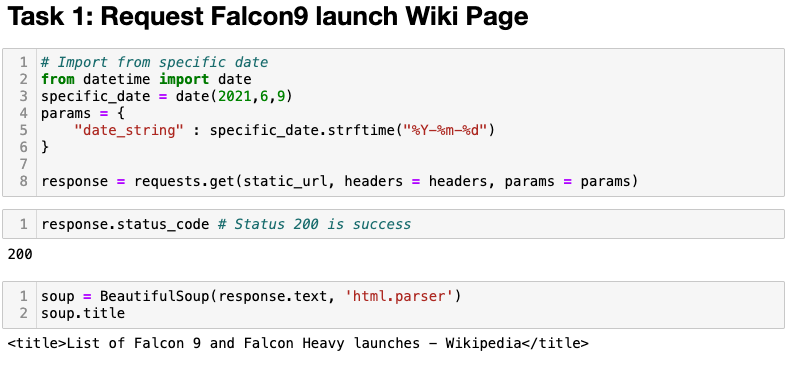 Task 1: Request Falcon9 launch Wiki Page
1 # Import from specific date
2 from datetime import date
3 specific_date = date(2021,6,9)
4 params = {
5     "date_string" : specific_date.strftime("%Y-%m-%d")
6 }
7
8 response = requests.get(static_url, headers = headers, params = params)
1 response.status_code # Status 200 is success
200
1 soup = BeautifulSoup(response.text, 'html.parser')
2 soup.title
<title>List of Falcon 9 and Falcon Heavy launches - Wikipedia</title>